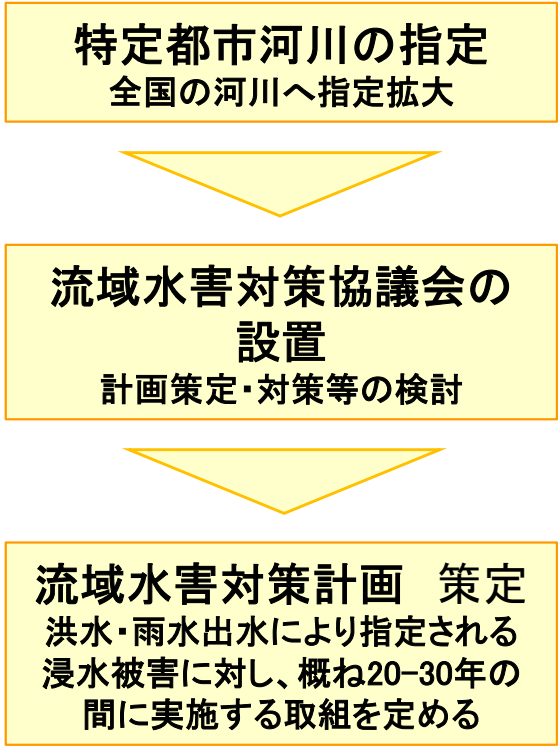 特定都市河川の指定
全国の河川へ指定拡大
流域水害対策協議会の
設置
計画策定・対策等の検討
流域水害対策計画　策定
洪水・雨水出水により指定される
浸水被害に対し、概ね20-30年の
間に実施する取組を定める